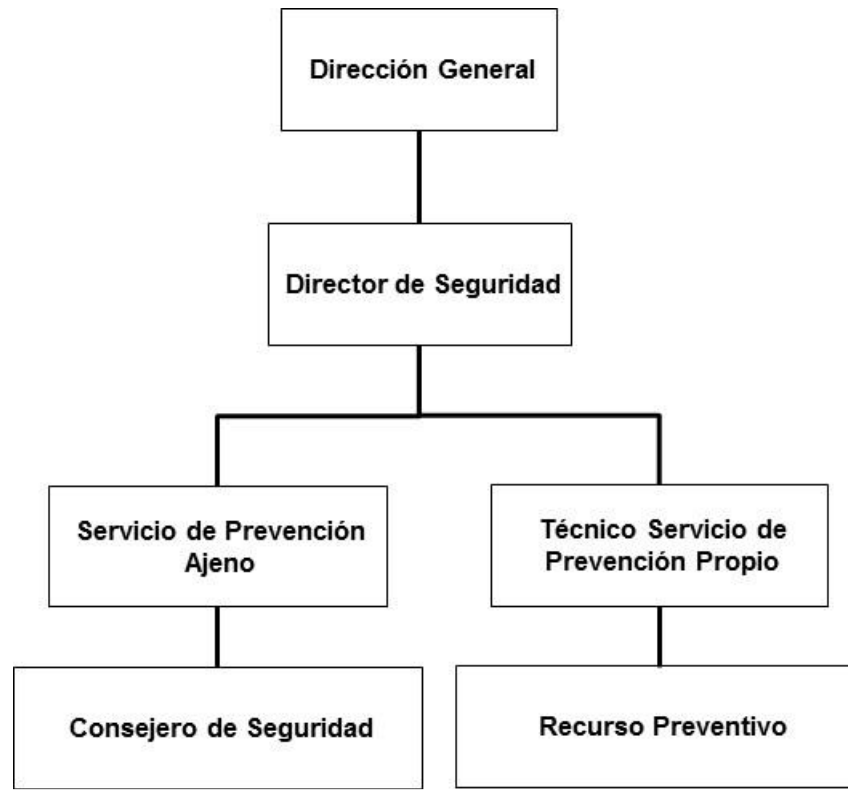 Dirección General
Director de Seguridad
Servicio de Prevención
Ajeno
Técnico Servicio de
Prevención Propio
Consejero de Seguridad
Recurso Preventivo